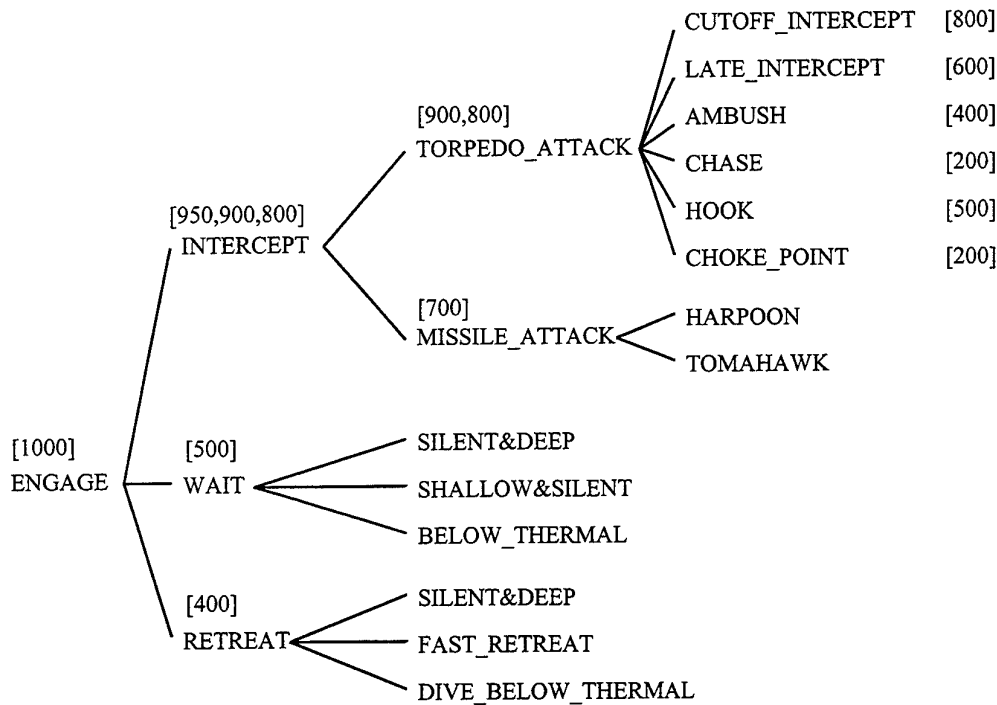 CUTOFF_INTERCEPT [800]
LATE_INTERCEPT [600]
[900,800]
AMBUSH [400]
TORPEDO_ATTACK
CHASE [200]
[950,900,800]
HOOK [500]
INTERCEPT
CHOKE_POINT [200]
[700]
HARPOON
MISSILE_ATTACK
TOMAHAWK
[1000]
[500]
SILENT&DEEP
ENGAGE
WAIT
SHALLOW&SILENT
BELOW_THERMAL
[400]
SILENT&DEEP
RETREAT
FAST_RETREAT
DIVE_BELOW_THERMAL